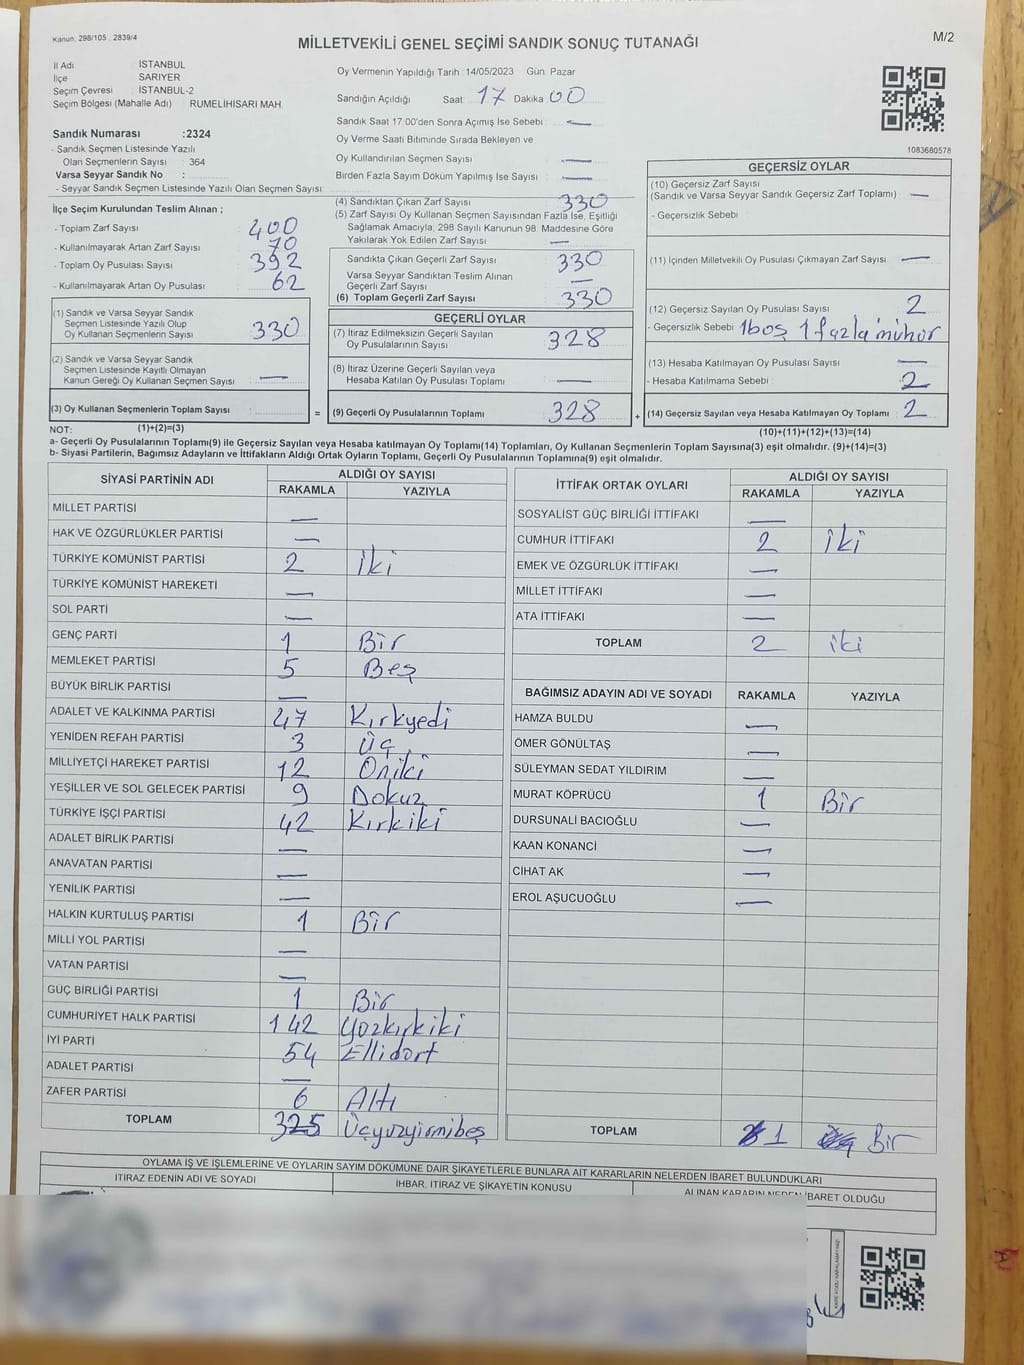 Kanun, 298/105, 2839/4
MİLLETVEKİLİ GENEL SEÇİMİ SANDIK SONUÇ TUTANAĞI
M/2
İl Adı : İSTANBUL
İlçe : SARIYER
Seçim Çevresi : İSTANBUL-2
Seçim Bölgesi (Mahalle Adı) : RUMELİHİSARI MAH.
Sandık Numarası :2324
- Sandık Seçmen Listesinde Yazılı
Olan Seçmenlerin Sayısı : 364
Varsa Seyyar Sandık No :
- Seyyar Sandık Seçmen Listesinde Yazılı Olan Seçmen Sayısı:
Oy Vermenin Yapıldığı Tarih :14/05/2023 Gün: Pazar
Sandığın Açıldığı Saat: 17 Dakika: 00
Sandık Saat 17:00'den Sonra Açımış İse Sebebi : —
Oy Verme Saati Bitiminde Sırada Bekleyen ve
Oy Kullandırılan Seçmen Sayısı : —
Birden Fazla Sayım Döküm Yapılmış İse Sayısı : —
1083680578
İlçe Seçim Kurulundan Teslim Alınan ;
- Toplam Zarf Sayısı : 400
- Kullanılmayarak Artan Zarf Sayısı : 70
- Toplam Oy Pusulası Sayısı : 392
- Kullanılmayarak Artan Oy Pusulası : 62
(1) Sandık ve Varsa Seyyar Sandık
Seçmen Listesinde Yazılı Olup
Oy Kullanan Seçmenlerin Sayısı : 330
(2) Sandık ve Varsa Seyyar Sandık
Seçmen Listesinde Kayıtlı Olmayan
Kanun Gereği Oy Kullanan Seçmen Sayısı : —
(3) Oy Kullanan Seçmenlerin Toplam Sayısı :
(1)+(2)=(3)
(4) Sandıktan Çıkan Zarf Sayısı : 330
(5) Zarf Sayısı Oy Kullanan Seçmen Sayısından Fazla İse, Eşitliği
Sağlamak Amacıyla, 298 Sayılı Kanunun 98. Maddesine Göre
Yakılarak Yok Edilen Zarf Sayısı : —
Sandıkta Çıkan Geçerli Zarf Sayısı : 330
Varsa Seyyar Sandıktan Teslim Alınan
Geçerli Zarf Sayısı : —
(6) Toplam Geçerli Zarf Sayısı : 330
GEÇERLİ OYLAR
(7) İtiraz Edilmeksizin Geçerli Sayılan
Oy Pusulalarının Sayısı : 328
(8) İtiraz Üzerine Geçerli Sayılan veya
Hesaba Katılan Oy Pusulası Toplamı : —
= (9) Geçerli Oy Pusulalarının Toplamı : 328 +
GEÇERSİZ OYLAR
(10) Geçersiz Zarf Sayısı
(Sandık ve Varsa Seyyar Sandık Geçersiz Zarf Toplamı) : —
- Geçersizlik Sebebi :
(11) İçinden Milletvekili Oy Pusulası Çıkmayan Zarf Sayısı : —
(12) Geçersiz Sayılan Oy Pusulası Sayısı : 2
- Geçersizlik Sebebi : 1boş 1 fazla mühür
(13) Hesaba Katılmayan Oy Pusulası Sayısı : —
- Hesaba Katılmama Sebebi : 2
(14) Geçersiz Sayılan veya Hesaba Katılmayan Oy Toplamı : 2
(10)+(11)+(12)+(13)=(14)
NOT:
a- Geçerli Oy Pusulalarının Toplamı(9) ile Geçersiz Sayılan veya Hesaba katılmayan Oy Toplamı(14) Toplamları, Oy Kullanan Seçmenlerin Toplam Sayısına(3) eşit olmalıdır. (9)+(14)=(3)
b- Siyasi Partilerin, Bağımsız Adayların ve İttifakların Aldığı Ortak Oyların Toplamı, Geçerli Oy Pusulalarının Toplamına(9) eşit olmalıdır.
SİYASİ PARTİNİN ADI ALDIĞI OY SAYISI
RAKAMLA YAZIYLA
MİLLET PARTİSİ —
HAK VE ÖZGÜRLÜKLER PARTİSİ —
TÜRKİYE KOMÜNİST PARTİSİ 2 iki
TÜRKİYE KOMÜNİST HAREKETİ —
SOL PARTİ —
GENÇ PARTİ 1 Bir
MEMLEKET PARTİSİ 5 Beş
BÜYÜK BİRLİK PARTİSİ —
ADALET VE KALKINMA PARTİSİ 47 Kırkyedi
YENİDEN REFAH PARTİSİ 3 Üç
MİLLİYETÇİ HAREKET PARTİSİ 12 Oniki
YEŞİLLER VE SOL GELECEK PARTİSİ 9 Dokuz
TÜRKİYE İŞÇİ PARTİSİ 42 Kırkiki
ADALET BİRLİK PARTİSİ —
ANAVATAN PARTİSİ —
YENİLİK PARTİSİ —
HALKIN KURTULUŞ PARTİSİ 1 Bir
MİLLİ YOL PARTİSİ —
VATAN PARTİSİ —
GÜÇ BİRLİĞİ PARTİSİ 1 Bir
CUMHURİYET HALK PARTİSİ 142 Yüzkırkiki
İYİ PARTİ 54 Ellidört
ADALET PARTİSİ —
ZAFER PARTİSİ 6 Altı
TOPLAM 325 Üçyüzyirmibeş
İTTİFAK ORTAK OYLARI ALDIĞI OY SAYISI
RAKAMLA YAZIYLA
SOSYALİST GÜÇ BİRLİĞİ İTTİFAKI —
CUMHUR İTTİFAKI 2 iki
EMEK VE ÖZGÜRLÜK İTTİFAKI —
MİLLET İTTİFAKI —
ATA İTTİFAKI —
TOPLAM 2 iki
BAĞIMSIZ ADAYIN ADI VE SOYADI RAKAMLA YAZIYLA
HAMZA BULDU —
ÖMER GÖNÜLTAŞ —
SÜLEYMAN SEDAT YILDIRIM —
MURAT KÖPRÜCÜ 1 Bir
DURSUNALİ BACIOĞLU —
KAAN KONANCİ —
CİHAT AK —
EROL AŞUCUOĞLU —
TOPLAM 1 Bir
OYLAMA İŞ VE İŞLEMLERİNE VE OYLARIN SAYIM DÖKÜMÜNE DAİR ŞİKAYETLERLE BUNLARA AİT KARARLARIN NELERDEN İBARET BULUNDUKLARI
İTİRAZ EDENİN ADI VE SOYADI İHBAR, İTİRAZ VE ŞİKAYETİN KONUSU ALINAN KARARIN NEDEN İBARET OLDUĞU